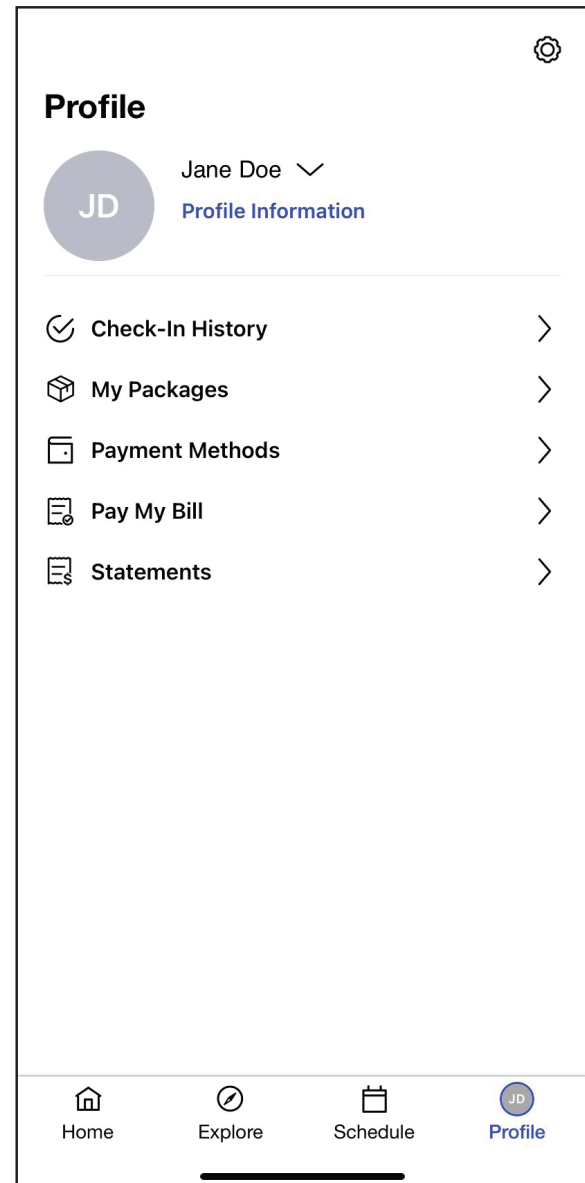 Profile
JD
Jane Doe
Profile Information
Check-In History
My Packages
Payment Methods
Pay My Bill
Statements
JD
Home Explore Schedule Profile